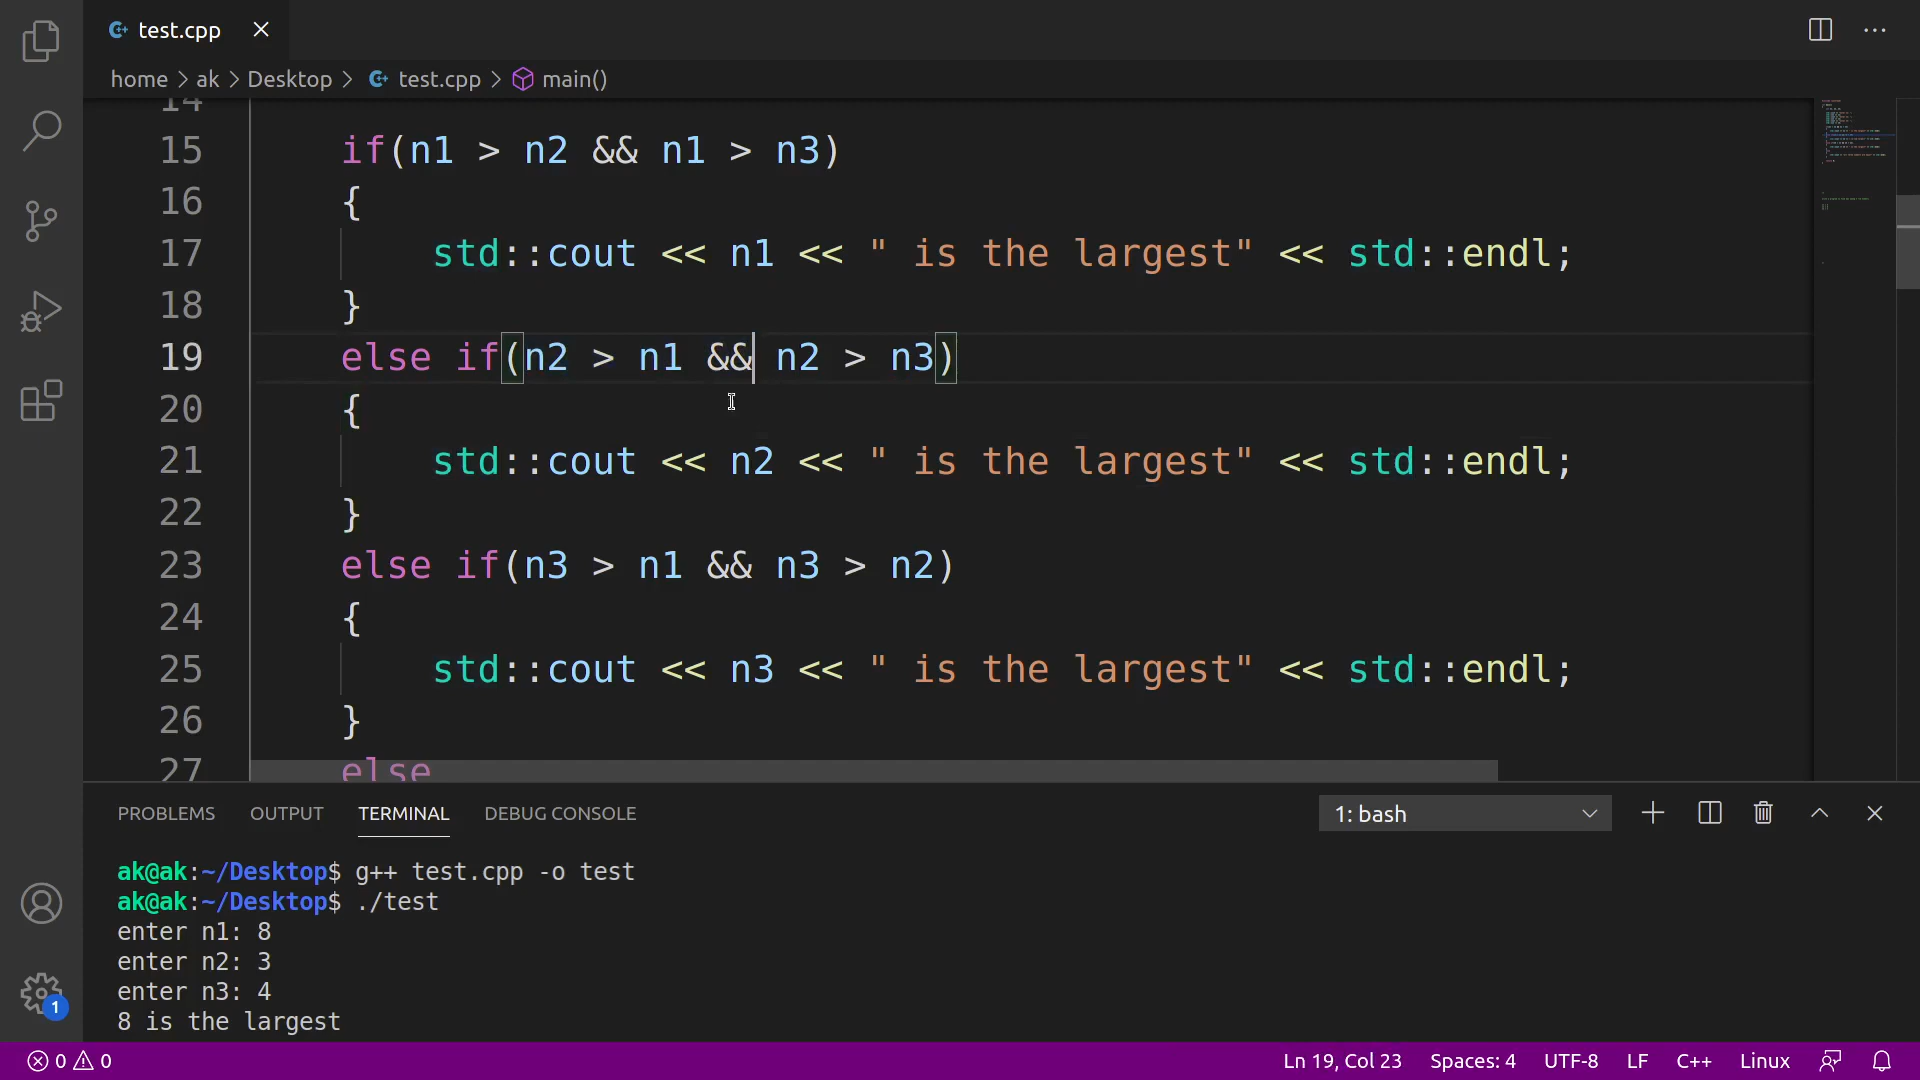 test.cpp
home > ak > Desktop > test.cpp > main()
14
15 if(n1 > n2 && n1 > n3)
16 {
17 std::cout << n1 << " is the largest" << std::endl;
18 }
19 else if(n2 > n1 && n2 > n3)
20 {
21 std::cout << n2 << " is the largest" << std::endl;
22 }
23 else if(n3 > n1 && n3 > n2)
24 {
25 std::cout << n3 << " is the largest" << std::endl;
26 }
27 else
PROBLEMS OUTPUT TERMINAL DEBUG CONSOLE 1: bash
ak@ak:~/Desktop$ g++ test.cpp -o test
ak@ak:~/Desktop$ ./test
enter n1: 8
enter n2: 3
enter n3: 4
8 is the largest
1
0 0 Ln 19, Col 23 Spaces: 4 UTF-8 LF C++ Linux